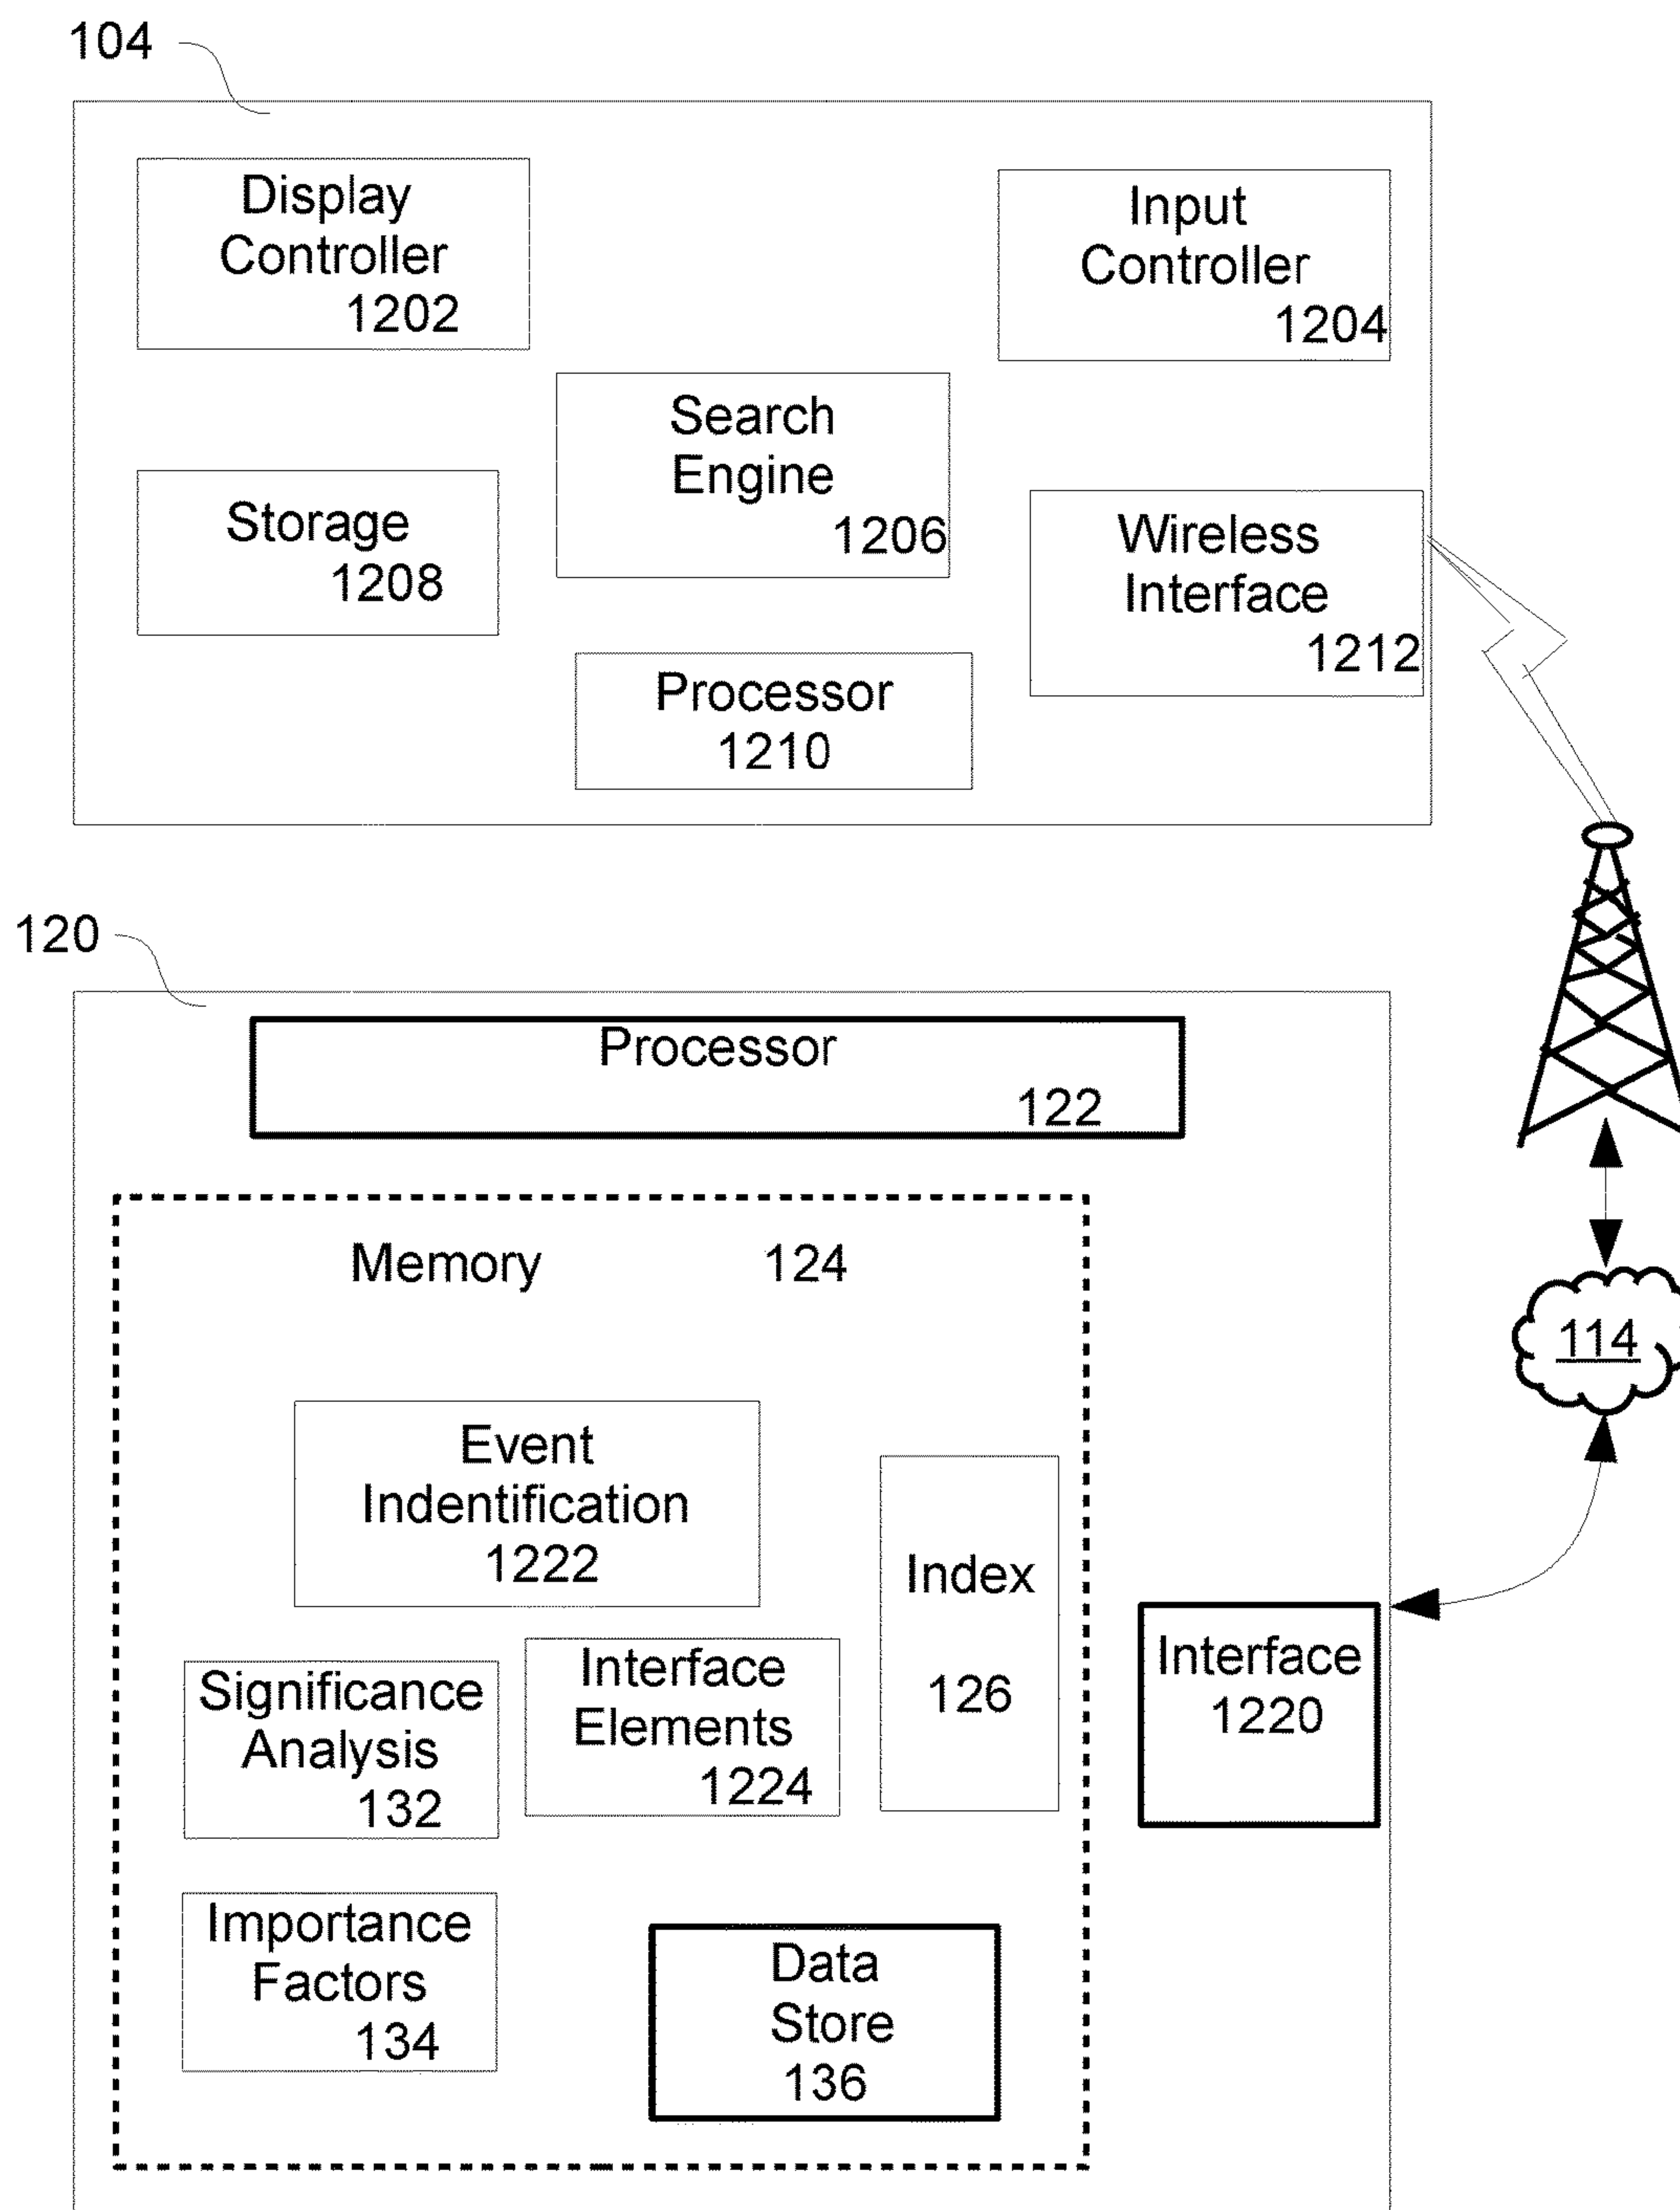 104
Display
Controller
1202
Input
Controller
1204
Search
Engine
1206
Storage
1208
Wireless
Interface
1212
Processor
1210
120
Processor
122
Memory 124
114
Event
Indentification
1222
Index
126
Interface
1220
Significance
Analysis
132
Interface
Elements
1224
Importance
Factors
134
Data
Store
136